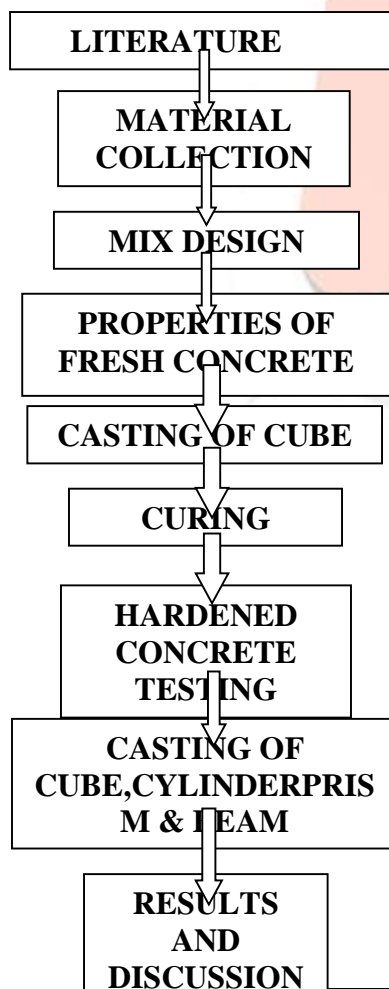 LITERATURE
MATERIAL
COLLECTION
MIX DESIGN
PROPERTIES OF
FRESH CONCRETE
CASTING OF CUBE
CURING
HARDENED
CONCRETE
TESTING
CASTING OF
CUBE,CYLINDERPRIS
M & BEAM
RESULTS
AND
DISCUSSION